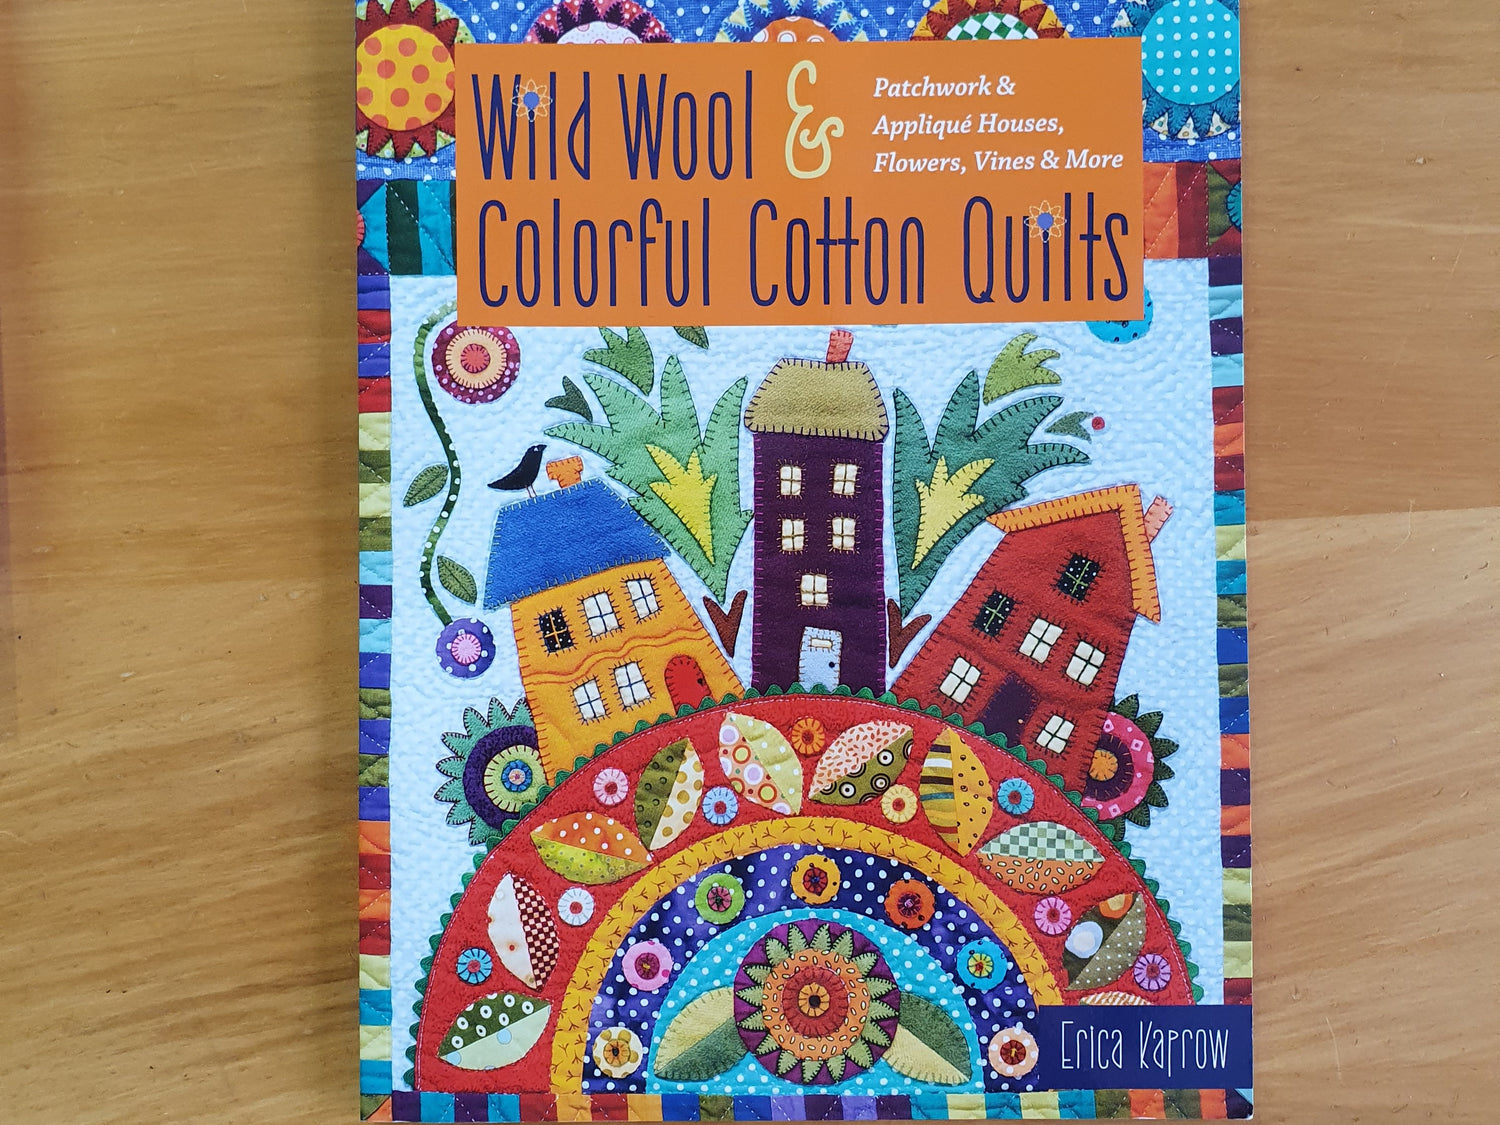 Wild Wool &
Colorful Cotton Quilts
Patchwork &
Appliqué Houses,
Flowers, Vines & More
Erica Kaprow